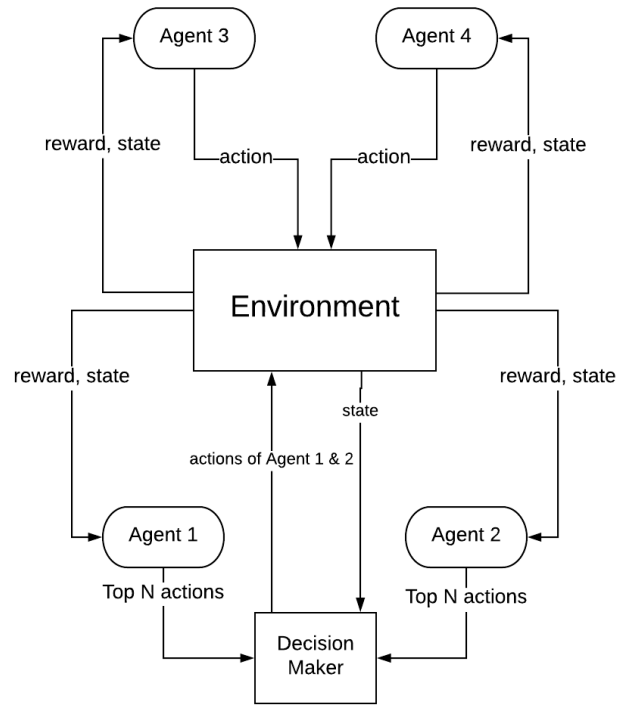 Agent 3
Agent 4
reward, state
reward, state
action
action
Environment
reward, state
reward, state
state
actions of Agent 1 & 2
Agent 1
Agent 2
Top N actions
Top N actions
Decision
Maker